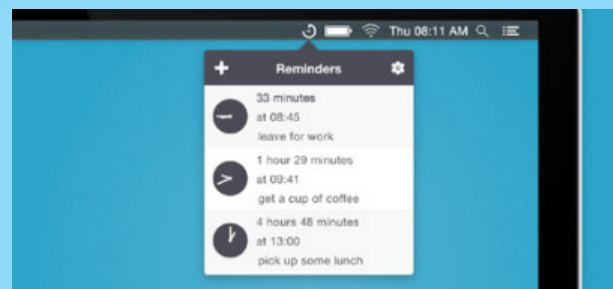 Thu 08:11 AM
Reminders
33 minutes
at 08:45
leave for work
1 hour 29 minutes
at 09:41
get a cup of coffee
4 hours 48 minutes
at 13:00
pick up some lunch